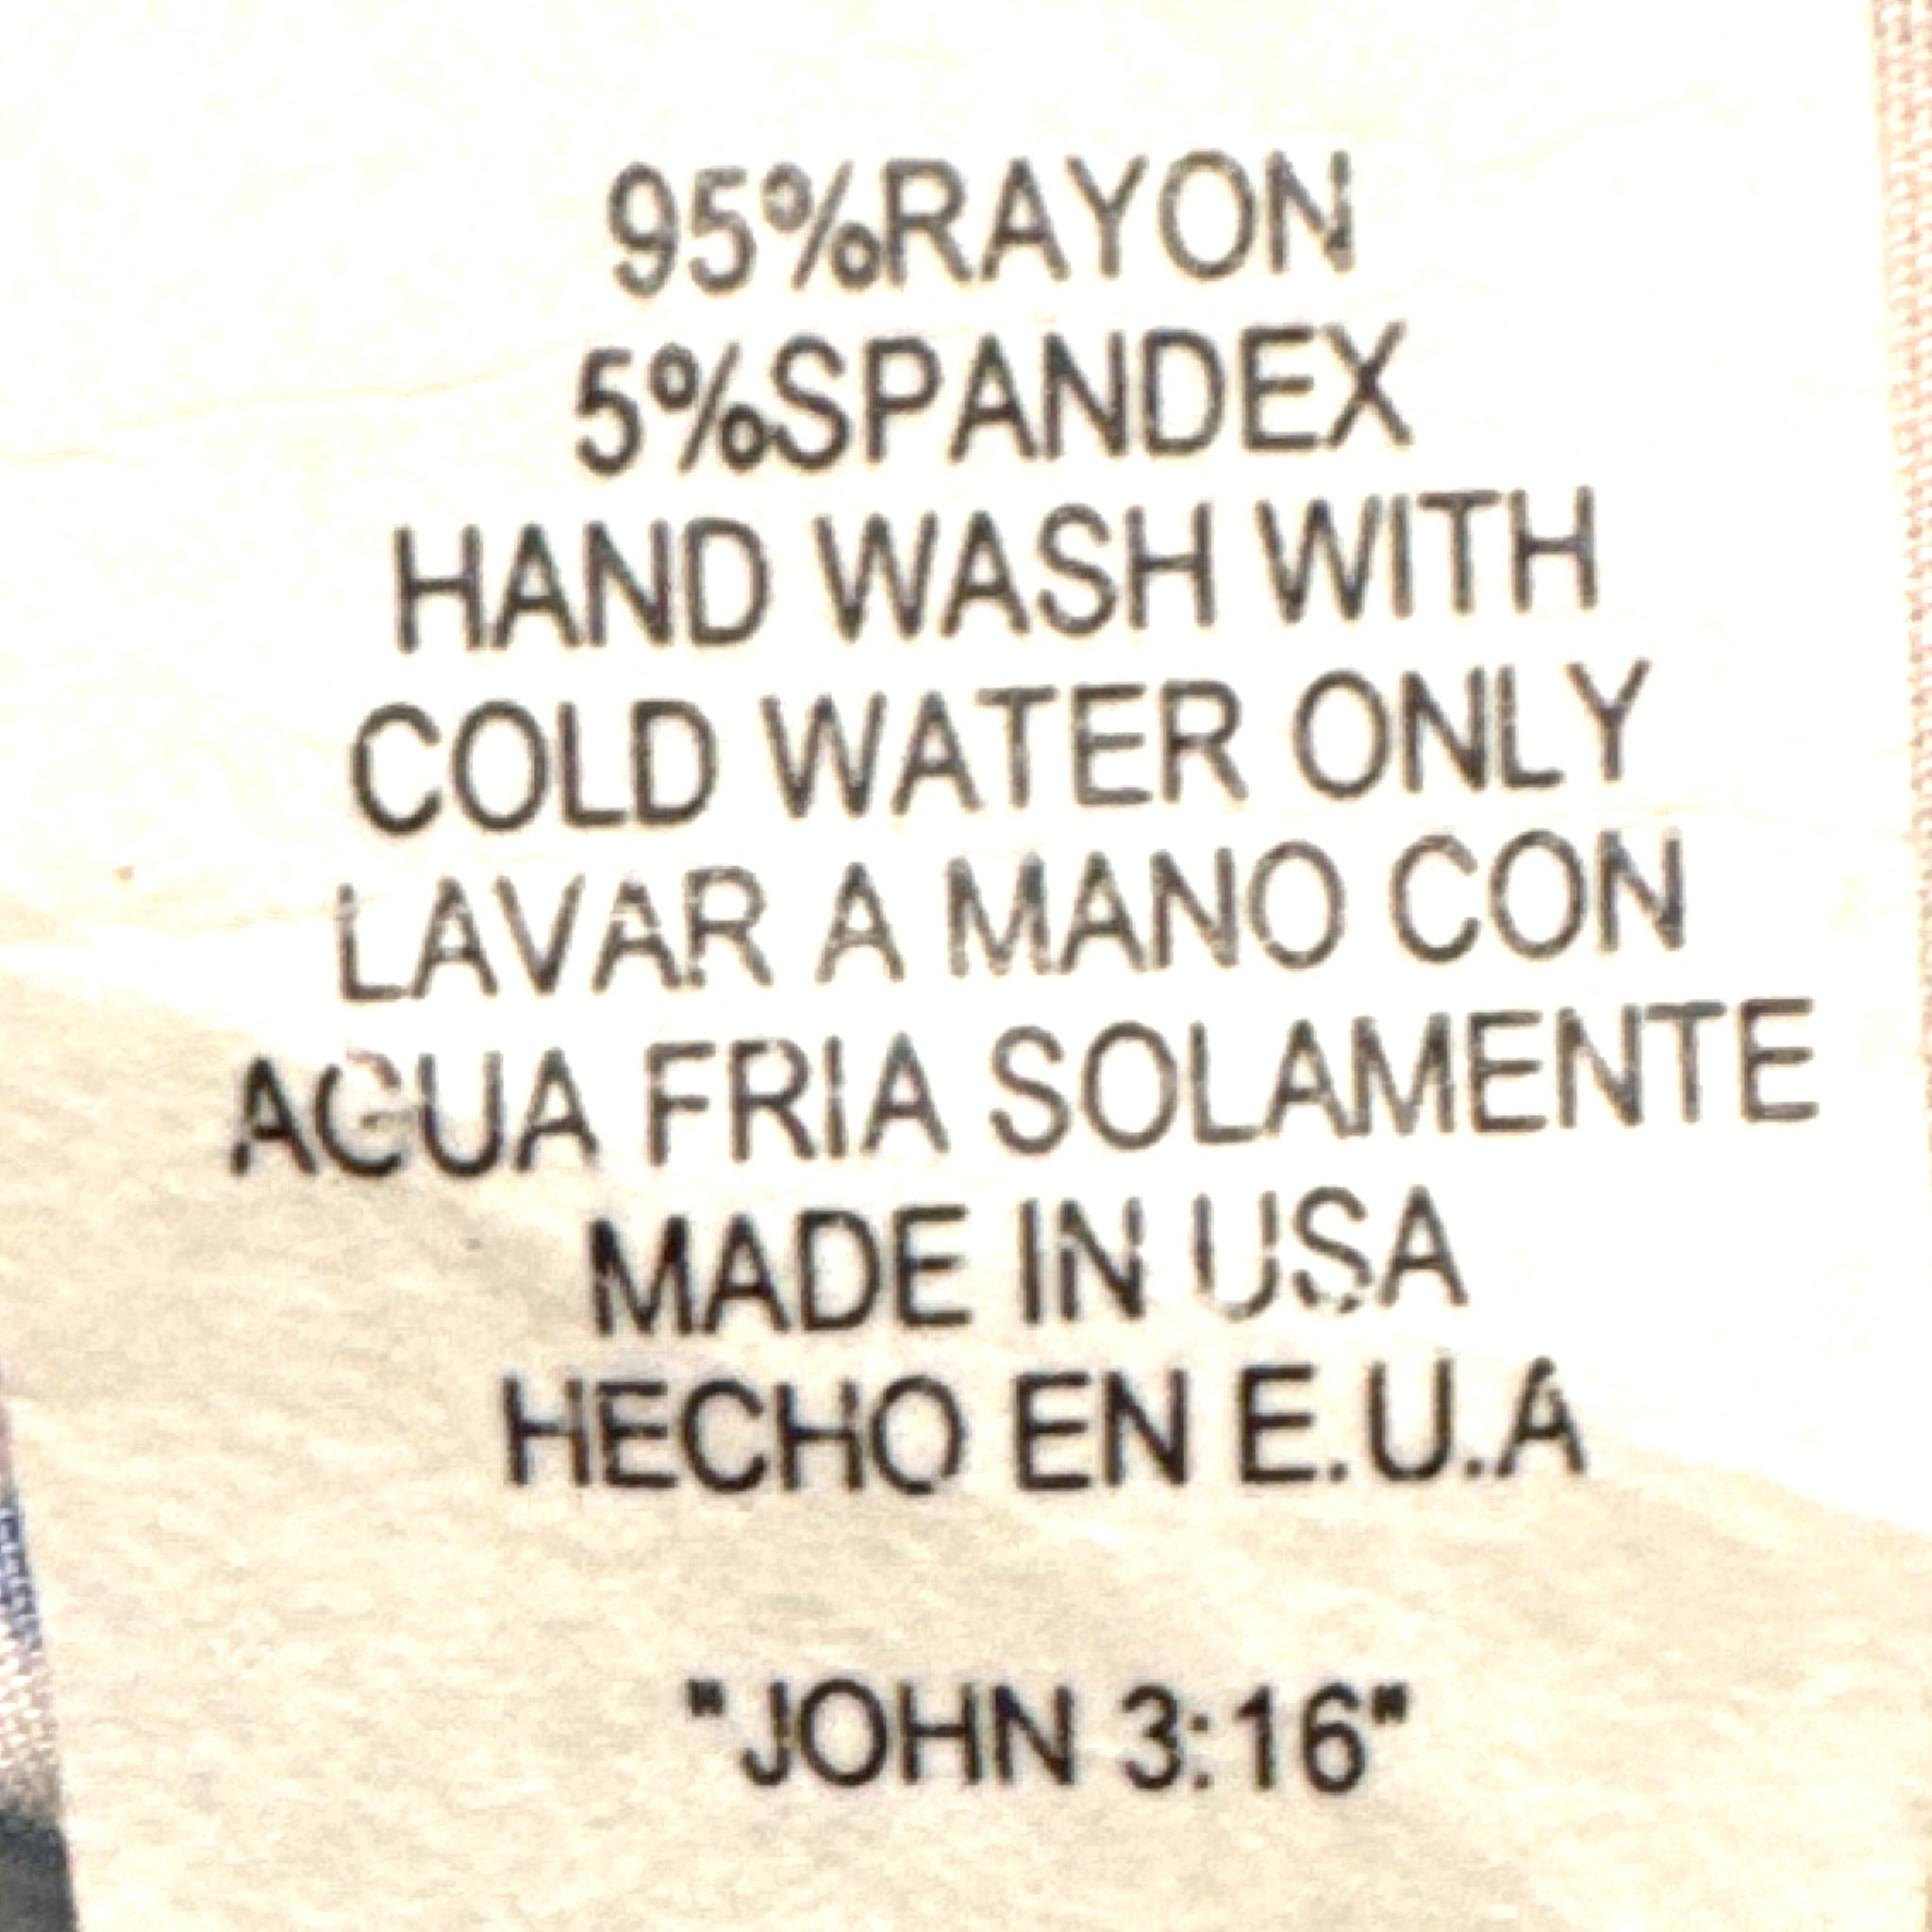 95%RAYON
5%SPANDEX
HAND WASH WITH
COLD WATER ONLY
LAVAR A MANO CON
AGUA FRIA SOLAMENTE
MADE IN USA
HECHO EN E.U.A
"JOHN 3:16"